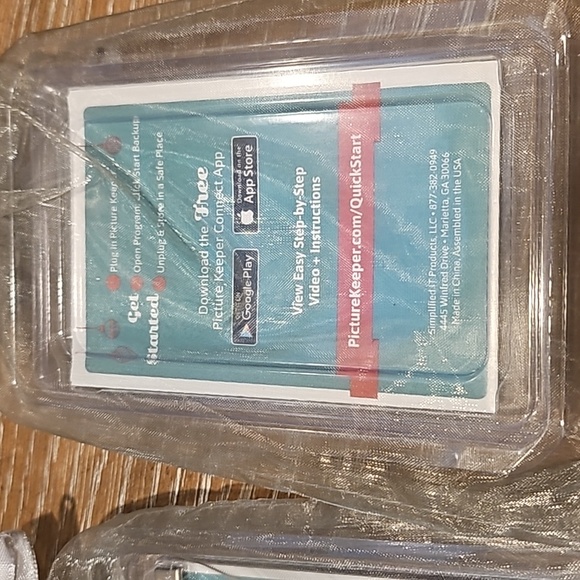 Get
Started
Plug in Picture Keeper
Open Program, Click Start Backup
Unplug & Store in a Safe Place
Download the Free
Picture Keeper Connect App
Google Play
Download on the
App Store
View Easy Step-by-Step
Video + Instructions
PictureKeeper.com/QuickStart
Simplified IT Products, LLC • 877-382-0949
4445 Winfred Drive • Marietta, GA 30066
Made in China, Assembled in the USA